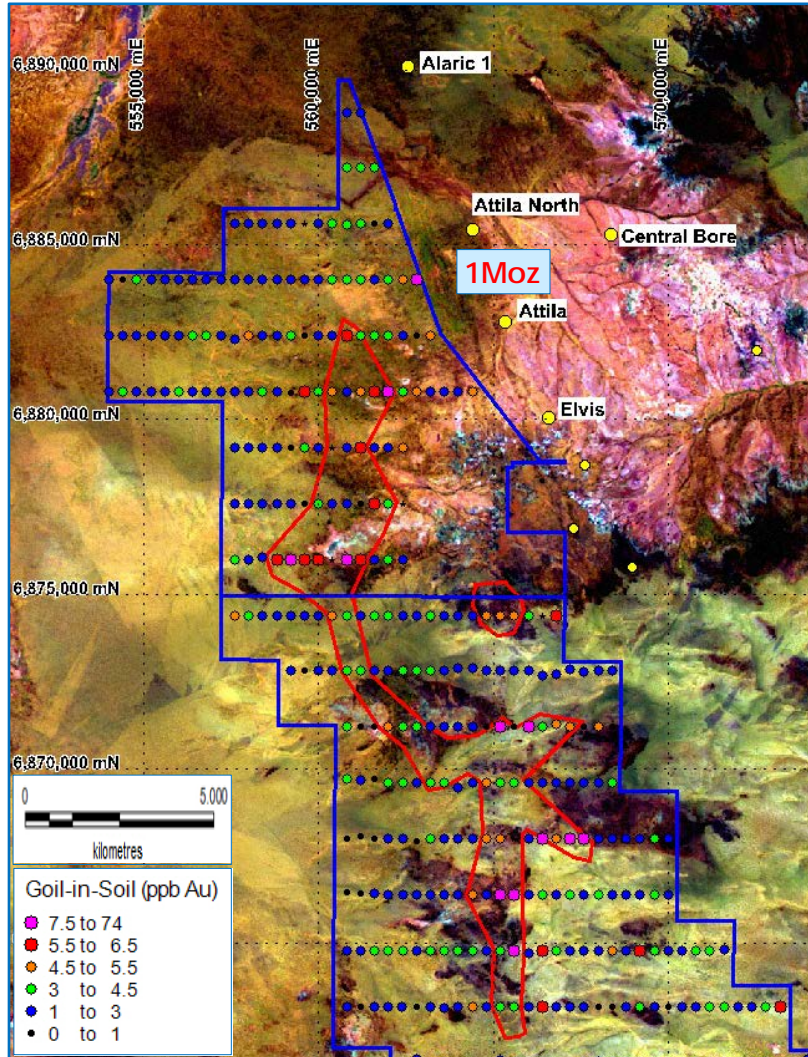 6,890,000 mN
555,000 mE
560,000 mE
570,000 mE
Alaric 1
Attila North
6,885,000 mN
Central Bore
1Moz
Attila
6,880,000 mN
Elvis
6,875,000 mN
6,870,000 mN
0 5.000
kilometres
Goil-in-Soil (ppb Au)
7.5 to 74
5.5 to 6.5
4.5 to 5.5
3 to 4.5
1 to 3
0 to 1